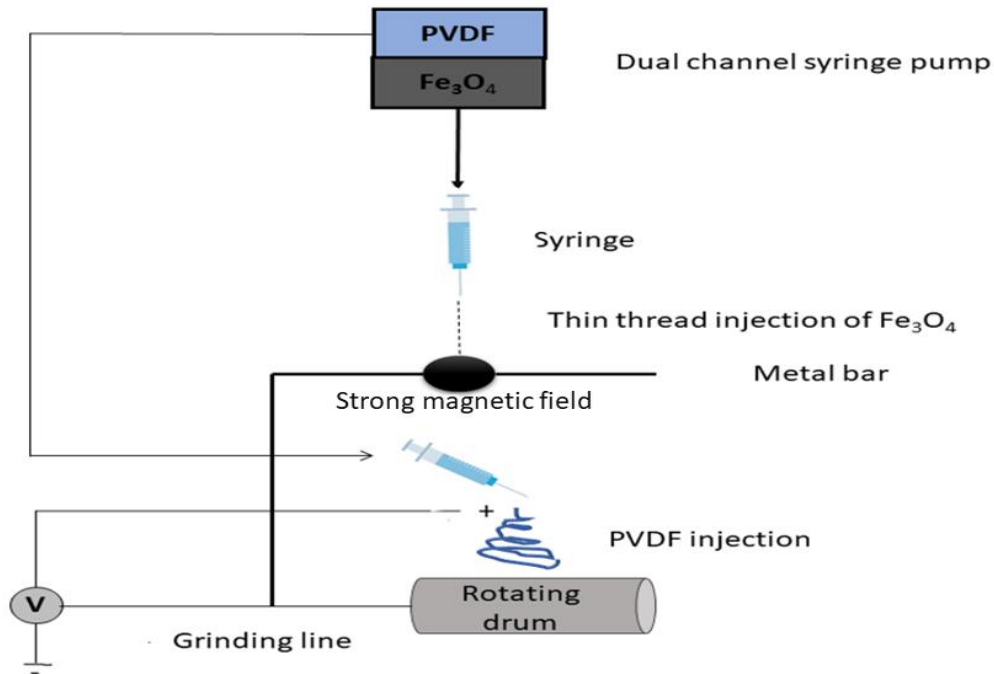 PVDF
Dual channel syringe pump
Fe₃O₄
Syringe
Thin thread injection of Fe₃O₄
Metal bar
Strong magnetic field
+
PVDF injection
V
Rotating
drum
Grinding line